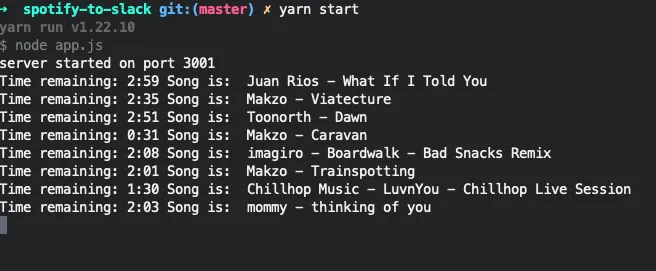 → spotify-to-slack git:(master) ✗ yarn start
yarn run v1.22.10
$ node app.js
server started on port 3001
Time remaining: 2:59 Song is:  Juan Rios - What If I Told You
Time remaining: 2:35 Song is:  Makzo - Viatecture
Time remaining: 2:51 Song is:  Toonorth - Dawn
Time remaining: 0:31 Song is:  Makzo - Caravan
Time remaining: 2:08 Song is:  imagiro - Boardwalk - Bad Snacks Remix
Time remaining: 2:01 Song is:  Makzo - Trainspotting
Time remaining: 1:30 Song is:  Chillhop Music - LuvnYou - Chillhop Live Session
Time remaining: 2:03 Song is:  mommy - thinking of you